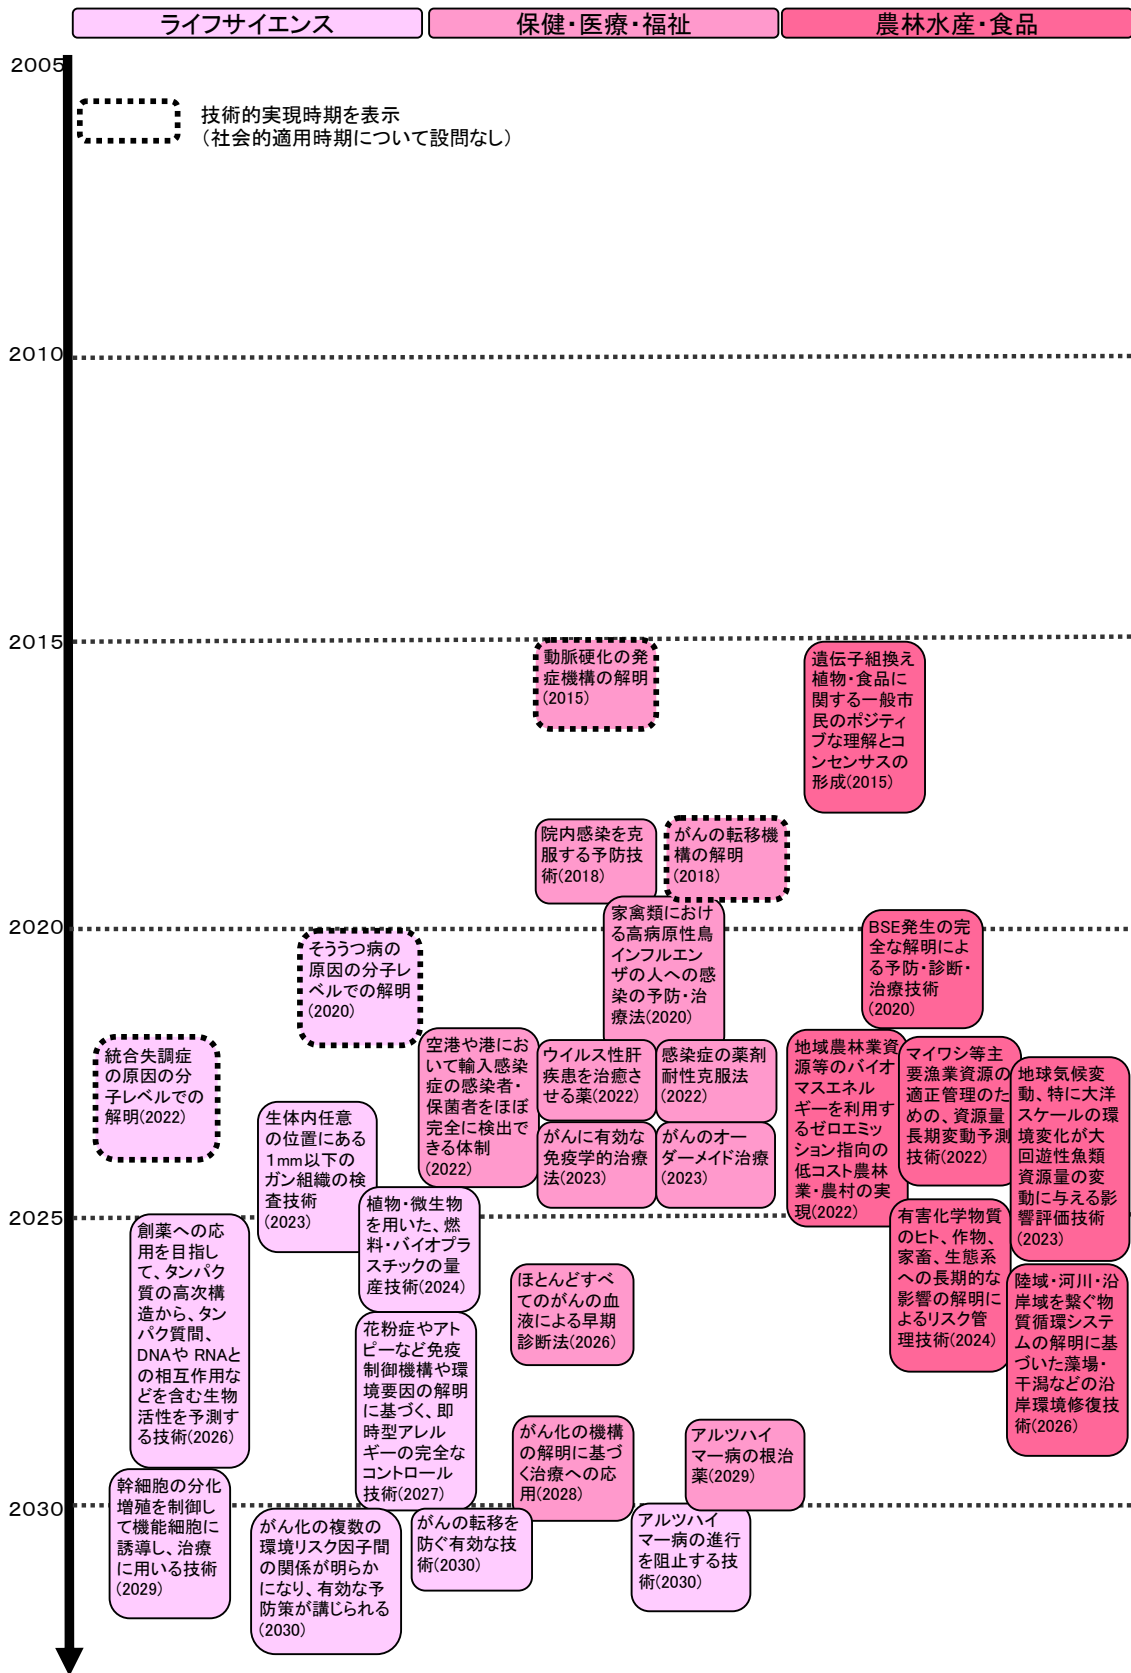 ライフサイエンス
保健・医療・福祉
農林水産・食品
2005
技術的実現時期を表示
（社会的適用時期について設問なし）
2010
2015
動脈硬化の発
症機構の解明
(2015)
遺伝子組換え
植物・食品に
関する一般市
民のポジティ
ブな理解とコ
ンセンサスの
形成(2015)
院内感染を克
服する予防技
術(2018)
がんの転移機
構の解明
(2018)
2020
家禽類におけ
る高病原性鳥
インフルエン
ザの人への感
染の予防・治
療法(2020)
BSE発生の完
全な解明によ
る予防・診断・
治療技術
(2020)
そううつ病の
原因の分子レ
ベルでの解明
(2020)
統合失調症
の原因の分
子レベルでの
解明(2022)
空港や港にお
いて輸入感染
症の感染者・
保菌者をほぼ
完全に検出で
きる体制
(2022)
ウイルス性肝
疾患を治癒さ
せる薬(2022)
感染症の薬剤
耐性克服法
(2022)
地域農林業資
源等のバイオ
マスエネル
ギーを利用す
るゼロエミッ
ション指向の
低コスト農林
業・農村の実
現(2022)
マイワシ等主
要漁業資源の
適正管理のた
めの、資源量
長期変動予測
技術(2022)
地球気候変
動、特に大洋
スケールの環
境変化が大
回遊性魚類
資源量の変
動に与える影
響評価技術
(2023)
生体内任意
の位置にある
1mm以下の
ガン組織の検
査技術
(2023)
がんに有効な
免疫学的治療
法(2023)
がんのオー
ダーメイド治療
(2023)
植物・微生物
を用いた、燃
料・バイオプラ
スチックの量
産技術(2024)
有害化学物質
のヒト、作物、
家畜、生態系
への長期的な
影響の解明に
よるリスク管
理技術(2024)
2025
創薬への応
用を目指し
て、タンパク
質の高次構
造から、タン
パク質間、
DNAや RNAと
の相互作用な
どを含む生物
活性を予測す
る技術(2026)
ほとんどすべ
てのがんの血
液による早期
診断法(2026)
陸域・河川・沿
岸域を繋ぐ物
質循環システ
ムの解明に基
づいた藻場・
干潟などの沿
岸環境修復技
術(2026)
花粉症やアト
ピーなど免疫
制御機構や環
境要因の解明
に基づく、即
時型アレル
ギーの完全な
コントロール
技術(2027)
がん化の機構
の解明に基づ
く治療への応
用(2028)
アルツハイ
マー病の根治
薬(2029)
幹細胞の分化
増殖を制御し
て機能細胞に
誘導し、治療
に用いる技術
(2029)
2030
がん化の複数の
環境リスク因子間
の関係が明らか
になり、有効な予
防策が講じられる
(2030)
がんの転移を
防ぐ有効な技
術(2030)
アルツハイ
マー病の進行
を阻止する技
術(2030)